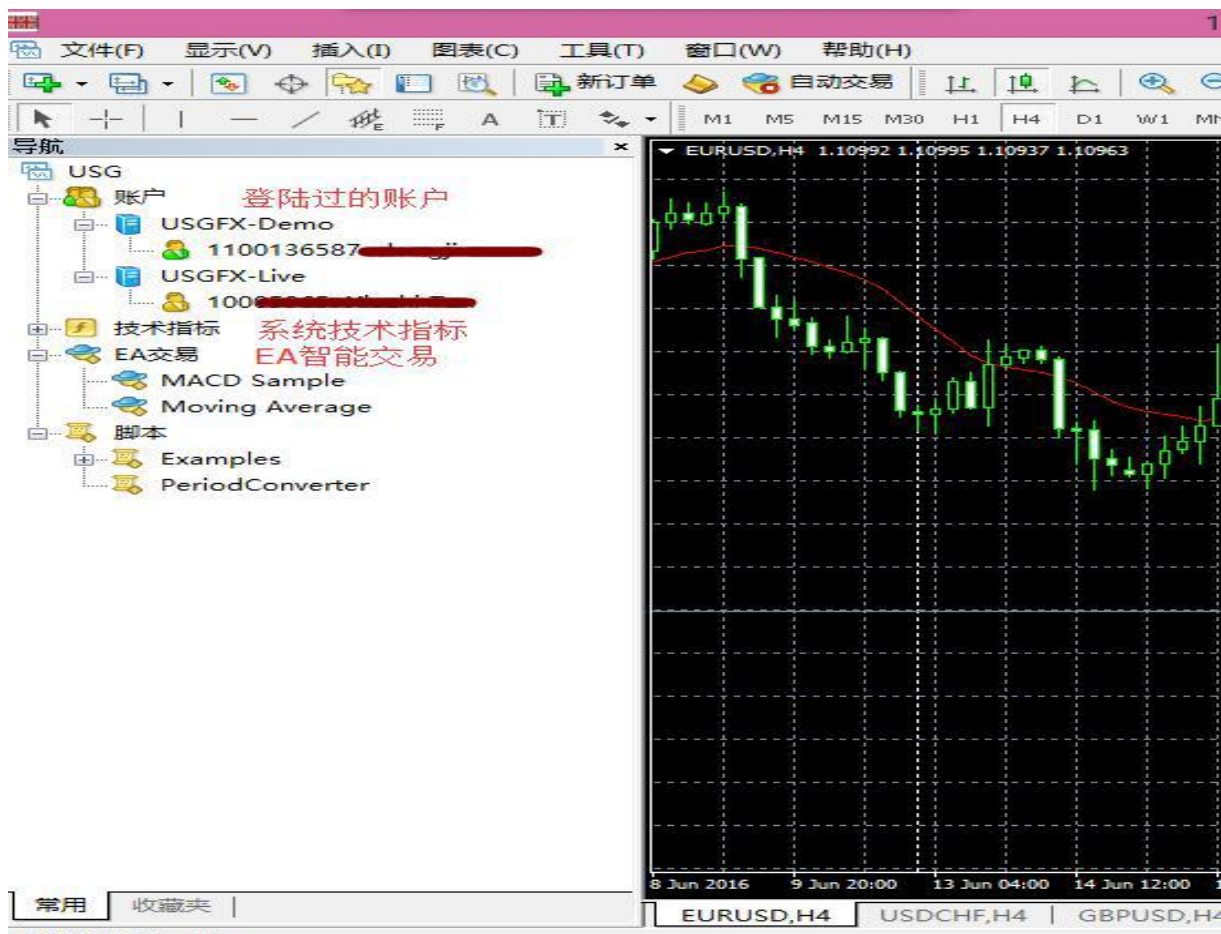 1
文件(F) 显示(V) 插入(I) 图表(C) 工具(T) 窗口(W) 帮助(H)
新订单 自动交易
E F A T M1 M5 M15 M30 H1 H4 D1 W1 MN
导航 ×
EURUSD,H4 1.10992 1.10995 1.10937 1.10963
USG
账户 登陆过的账户
USGFX-Demo
1100136587
USGFX-Live
技术指标 系统技术指标
EA交易 EA智能交易
MACD Sample
Moving Average
脚本
Examples
PeriodConverter
8 Jun 2016 9 Jun 20:00 13 Jun 04:00 14 Jun 12:00 1
常用 收藏夹
EURUSD,H4 USDCHF,H4 GBPUSD,H4